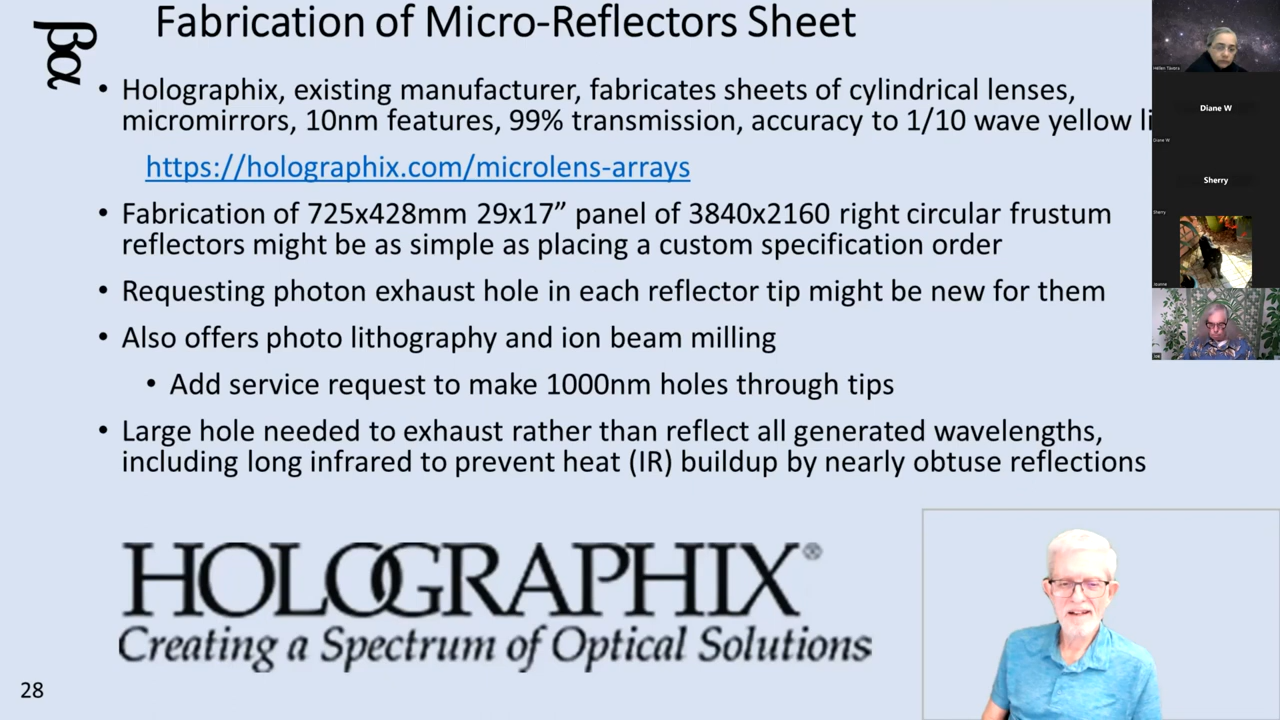 βα
Fabrication of Micro-Reflectors Sheet
• Holographix, existing manufacturer, fabricates sheets of cylindrical lenses,
micromirrors, 10nm features, 99% transmission, accuracy to 1/10 wave yellow li
https://holographix.com/microlens-arrays
• Fabrication of 725x428mm 29x17” panel of 3840x2160 right circular frustum
reflectors might be as simple as placing a custom specification order
• Requesting photon exhaust hole in each reflector tip might be new for them
• Also offers photo lithography and ion beam milling
• Add service request to make 1000nm holes through tips
• Large hole needed to exhaust rather than reflect all generated wavelengths,
including long infrared to prevent heat (IR) buildup by nearly obtuse reflections
HOLOGRAPHIX®
Creating a Spectrum of Optical Solutions
28
Diane W
Diane W
Sherry
Sherry